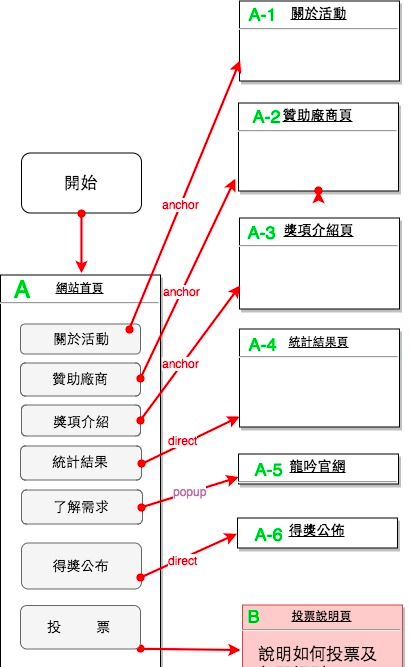 A-1 關於活動
A-2 贊助廠商頁
開始
anchor
A-3 獎項介紹頁
A 網站首頁
anchor
關於活動
A-4 統計結果頁
贊助廠商
anchor
獎項介紹
direct
統計結果
A-5 龍吟官網
popup
了解需求
A-6 得獎公佈
direct
得獎公布
B 投票說明頁
投 票
說明如何投票及